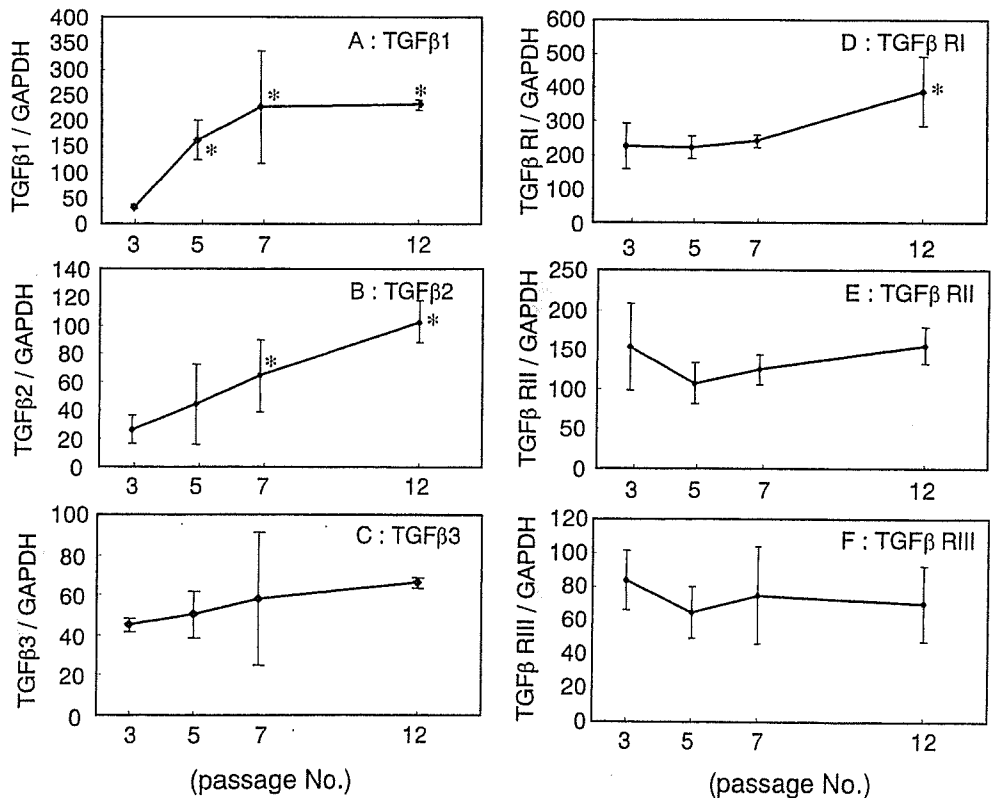 A : TGFβ1
TGFβ1 / GAPDH
400
350
300
250
200
150
100
50
0
*
*
*
3 5 7 12
B : TGFβ2
TGFβ2 / GAPDH
140
120
100
80
60
40
20
0
*
*
3 5 7 12
C : TGFβ3
TGFβ3 / GAPDH
100
80
60
40
20
0
3 5 7 12
(passage No.)
D : TGFβ RI
TGFβ RI / GAPDH
600
500
400
300
200
100
0
*
3 5 7 12
E : TGFβ RII
TGFβ RII / GAPDH
250
200
150
100
50
0
3 5 7 12
F : TGFβ RIII
TGFβ RIII / GAPDH
120
100
80
60
40
20
0
3 5 7 12
(passage No.)